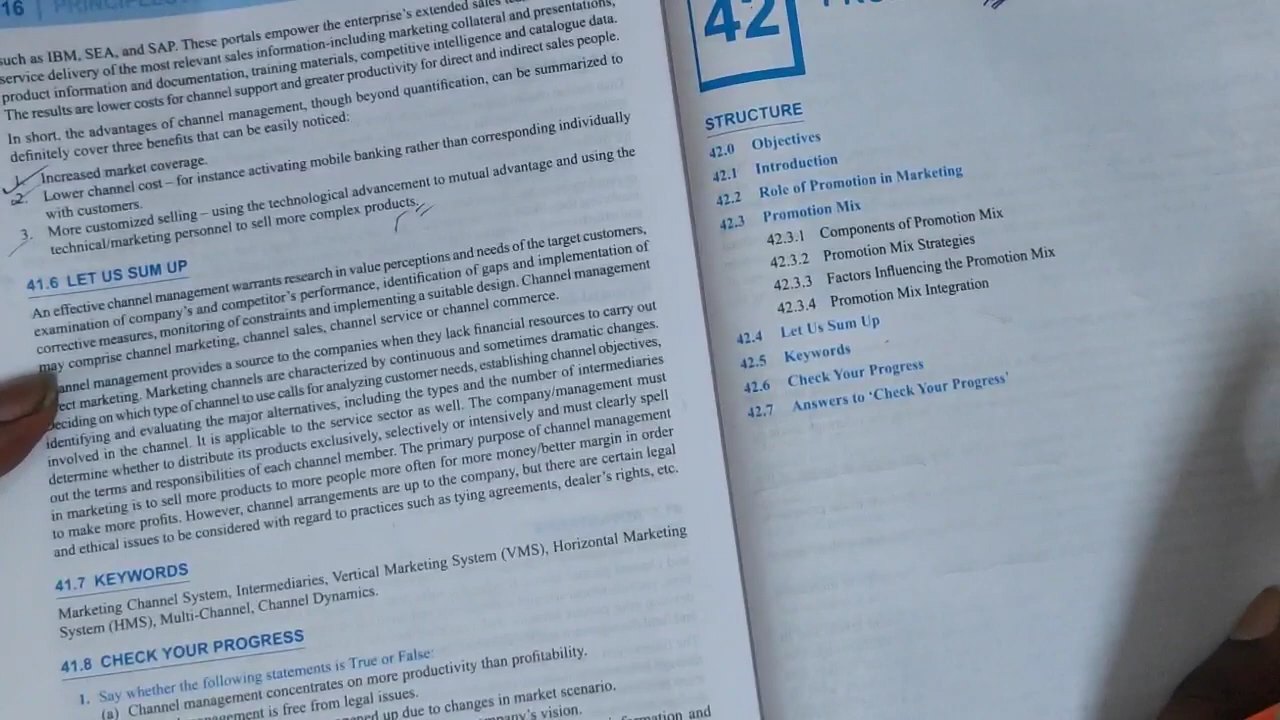 16 PRINCIPLES
such as IBM, SEA, and SAP. These portals empower the enterprise's extended sales
service delivery of the most relevant sales information-including marketing collateral and presentations,
product information and documentation, training materials, competitive intelligence and catalogue data.
The results are lower costs for channel support and greater productivity for direct and indirect sales people.
In short, the advantages of channel management, though beyond quantification, can be summarized to
definitely cover three benefits that can be easily noticed:
1. Increased market coverage.
2. Lower channel cost – for instance activating mobile banking rather than corresponding individually
with customers.
3. More customized selling – using the technological advancement to mutual advantage and using the
technical/marketing personnel to sell more complex products.
41.6 LET US SUM UP
An effective channel management warrants research in value perceptions and needs of the target customers,
examination of company's and competitor's performance, identification of gaps and implementation of
corrective measures, monitoring of constraints and implementing a suitable design. Channel management
may comprise channel marketing, channel sales, channel service or channel commerce.
annel management provides a source to the companies when they lack financial resources to carry out
ect marketing. Marketing channels are characterized by continuous and sometimes dramatic changes.
eciding on which type of channel to use calls for analyzing customer needs, establishing channel objectives,
identifying and evaluating the major alternatives, including the types and the number of intermediaries
involved in the channel. It is applicable to the service sector as well. The company/management must
determine whether to distribute its products exclusively, selectively or intensively and must clearly spell
out the terms and responsibilities of each channel member. The primary purpose of channel management
in marketing is to sell more products to more people more often for more money/better margin in order
to make more profits. However, channel arrangements are up to the company, but there are certain legal
and ethical issues to be considered with regard to practices such as tying agreements, dealer's rights, etc.
41.7 KEYWORDS
Marketing Channel System, Intermediaries, Vertical Marketing System (VMS), Horizontal Marketing
System (HMS), Multi-Channel, Channel Dynamics.
41.8 CHECK YOUR PROGRESS
1. Say whether the following statements is True or False:
(a) Channel management concentrates on more productivity than profitability.
nagement is free from legal issues.
ned up due to changes in market scenario.
mpany's vision.
formation and
42
STRUCTURE
42.0 Objectives
42.1 Introduction
42.2 Role of Promotion in Marketing
42.3 Promotion Mix
42.3.1 Components of Promotion Mix
42.3.2 Promotion Mix Strategies
42.3.3 Factors Influencing the Promotion Mix
42.3.4 Promotion Mix Integration
42.4 Let Us Sum Up
42.5 Keywords
42.6 Check Your Progress
42.7 Answers to 'Check Your Progress'